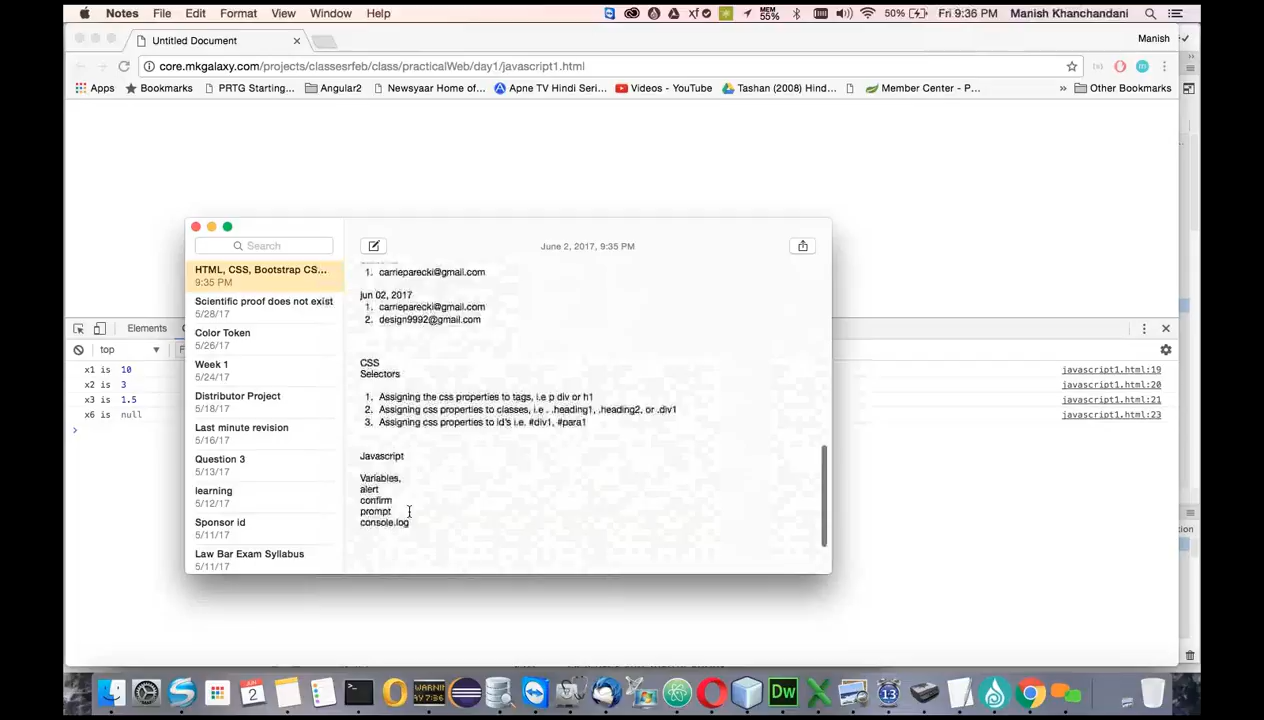 Notes File Edit Format View Window Help MEM 55% 50% Fri 9:36 PM Manish Khanchandani
Untitled Document Manish
core.mkgalaxy.com/projects/classesrfeb/class/practicalWeb/day1/javascript1.html
Apps Bookmarks PRTG Starting... Angular2 Newsyaar Home of... Apne TV Hindi Seri... Videos - YouTube Tashan (2008) Hind... Member Center - P... » Other Bookmarks
Search
June 2, 2017, 9:35 PM
HTML, CSS, Bootstrap CS...
9:35 PM
Scientific proof does not exist
5/28/17
Color Token
5/26/17
Week 1
5/24/17
Distributor Project
5/18/17
Last minute revision
5/16/17
Question 3
5/13/17
learning
5/12/17
Sponsor id
5/11/17
Law Bar Exam Syllabus
5/11/17
1. carrieparecki@gmail.com
jun 02, 2017
1. carrieparecki@gmail.com
2. design9992@gmail.com
CSS
Selectors
1. Assigning the css properties to tags, i.e p div or h1
2. Assigning css properties to classes, i.e . .heading1, .heading2, or .div1
3. Assigning css properties to id's i.e. #div1, #para1
Javascript
Variables,
alert
confirm
prompt
console.log
Elements
top
x1 is 10 javascript1.html:19
x2 is 3 javascript1.html:20
x3 is 1.5 javascript1.html:21
x6 is null javascript1.html:23
>
JUN 2
Dw
13